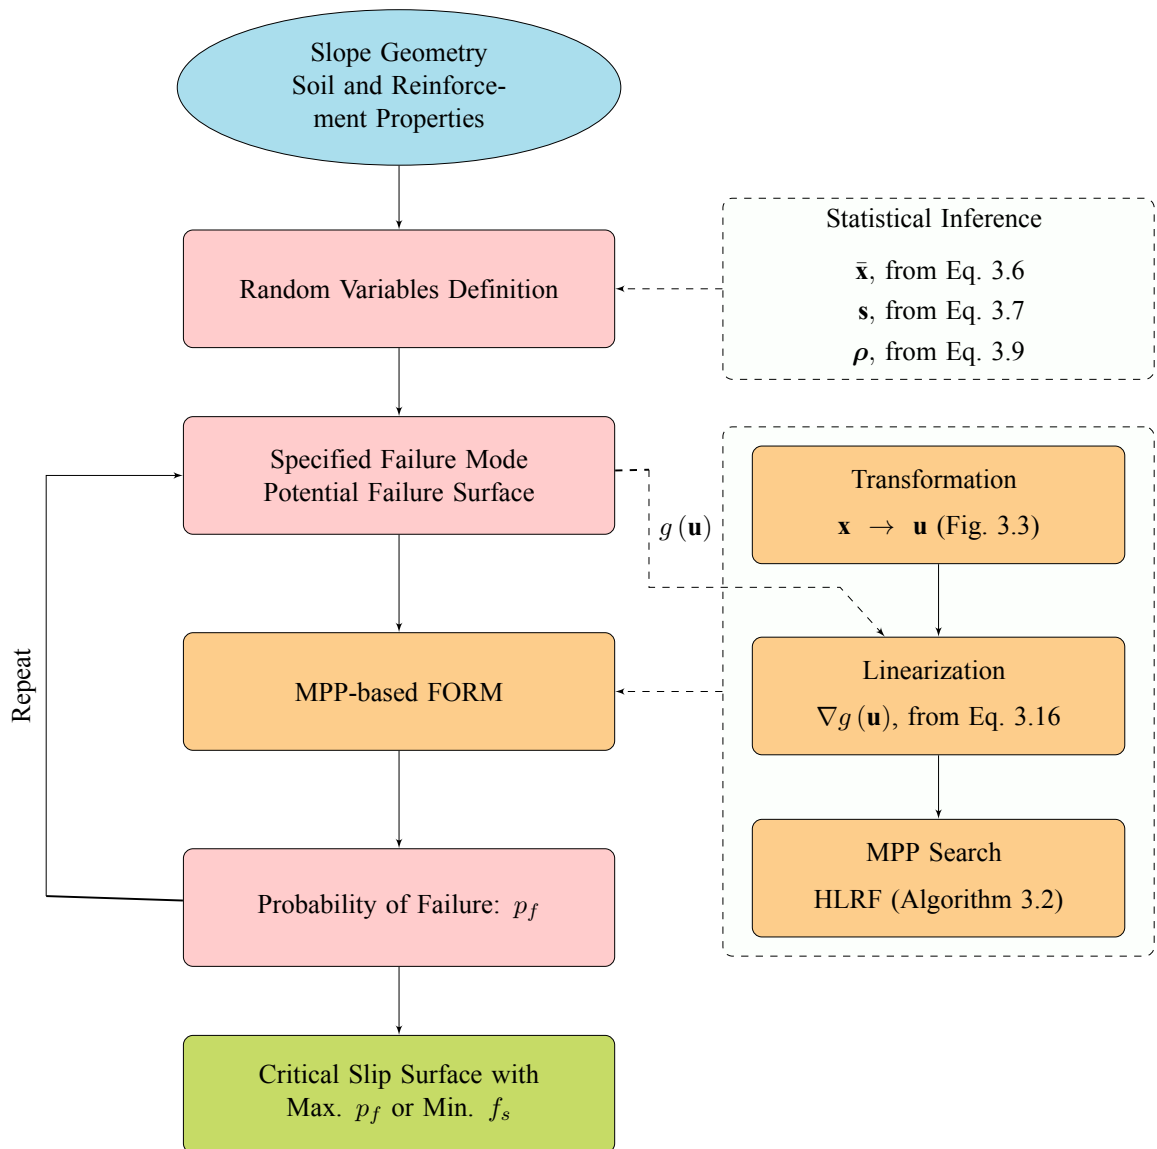 Slope Geometry
Soil and Reinforce-
ment Properties
Random Variables Definition
Statistical Inference
x̄, from Eq. 3.6
s, from Eq. 3.7
ρ, from Eq. 3.9
Specified Failure Mode
Potential Failure Surface
g (u)
Transformation
x → u (Fig. 3.3)
Repeat
MPP-based FORM
Linearization
∇g (u), from Eq. 3.16
Probability of Failure: p_f
MPP Search
HLRF (Algorithm 3.2)
Critical Slip Surface with
Max. p_f or Min. f_s